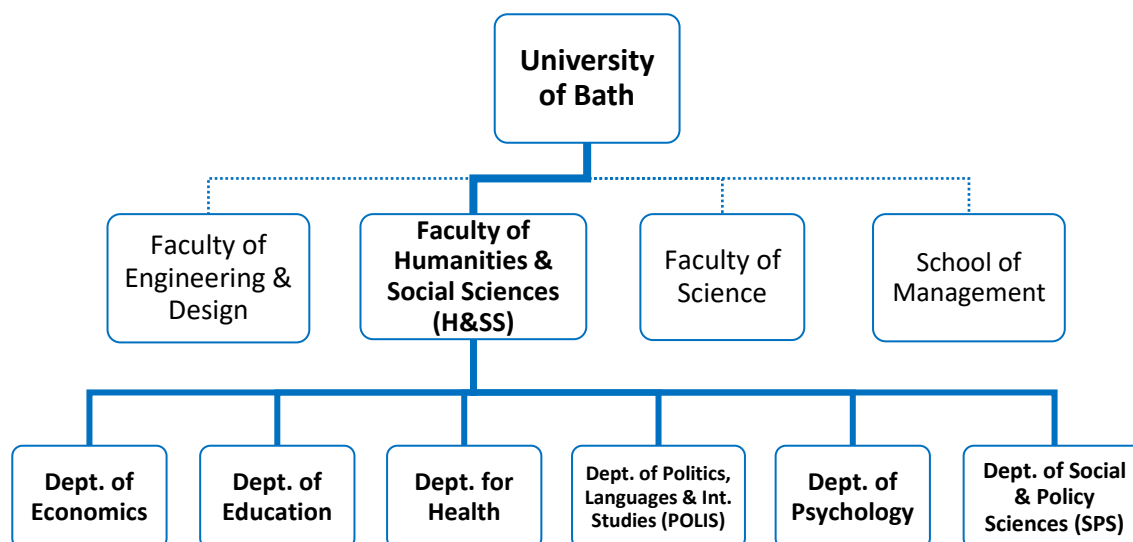 University
of Bath
Faculty of
Engineering &
Design
Faculty of
Humanities &
Social Sciences
(H&SS)
Faculty of
Science
School of
Management
Dept. of
Economics
Dept. of
Education
Dept. for
Health
Dept. of Politics,
Languages & Int.
Studies (POLIS)
Dept. of
Psychology
Dept. of Social
& Policy
Sciences (SPS)